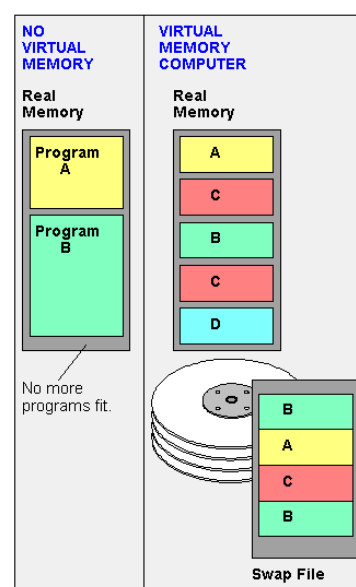 NO
VIRTUAL
MEMORY
Real
Memory
Program
A
Program
B
No more
programs fit.
VIRTUAL
MEMORY
COMPUTER
Real
Memory
A
C
B
C
D
B
A
C
B
Swap File